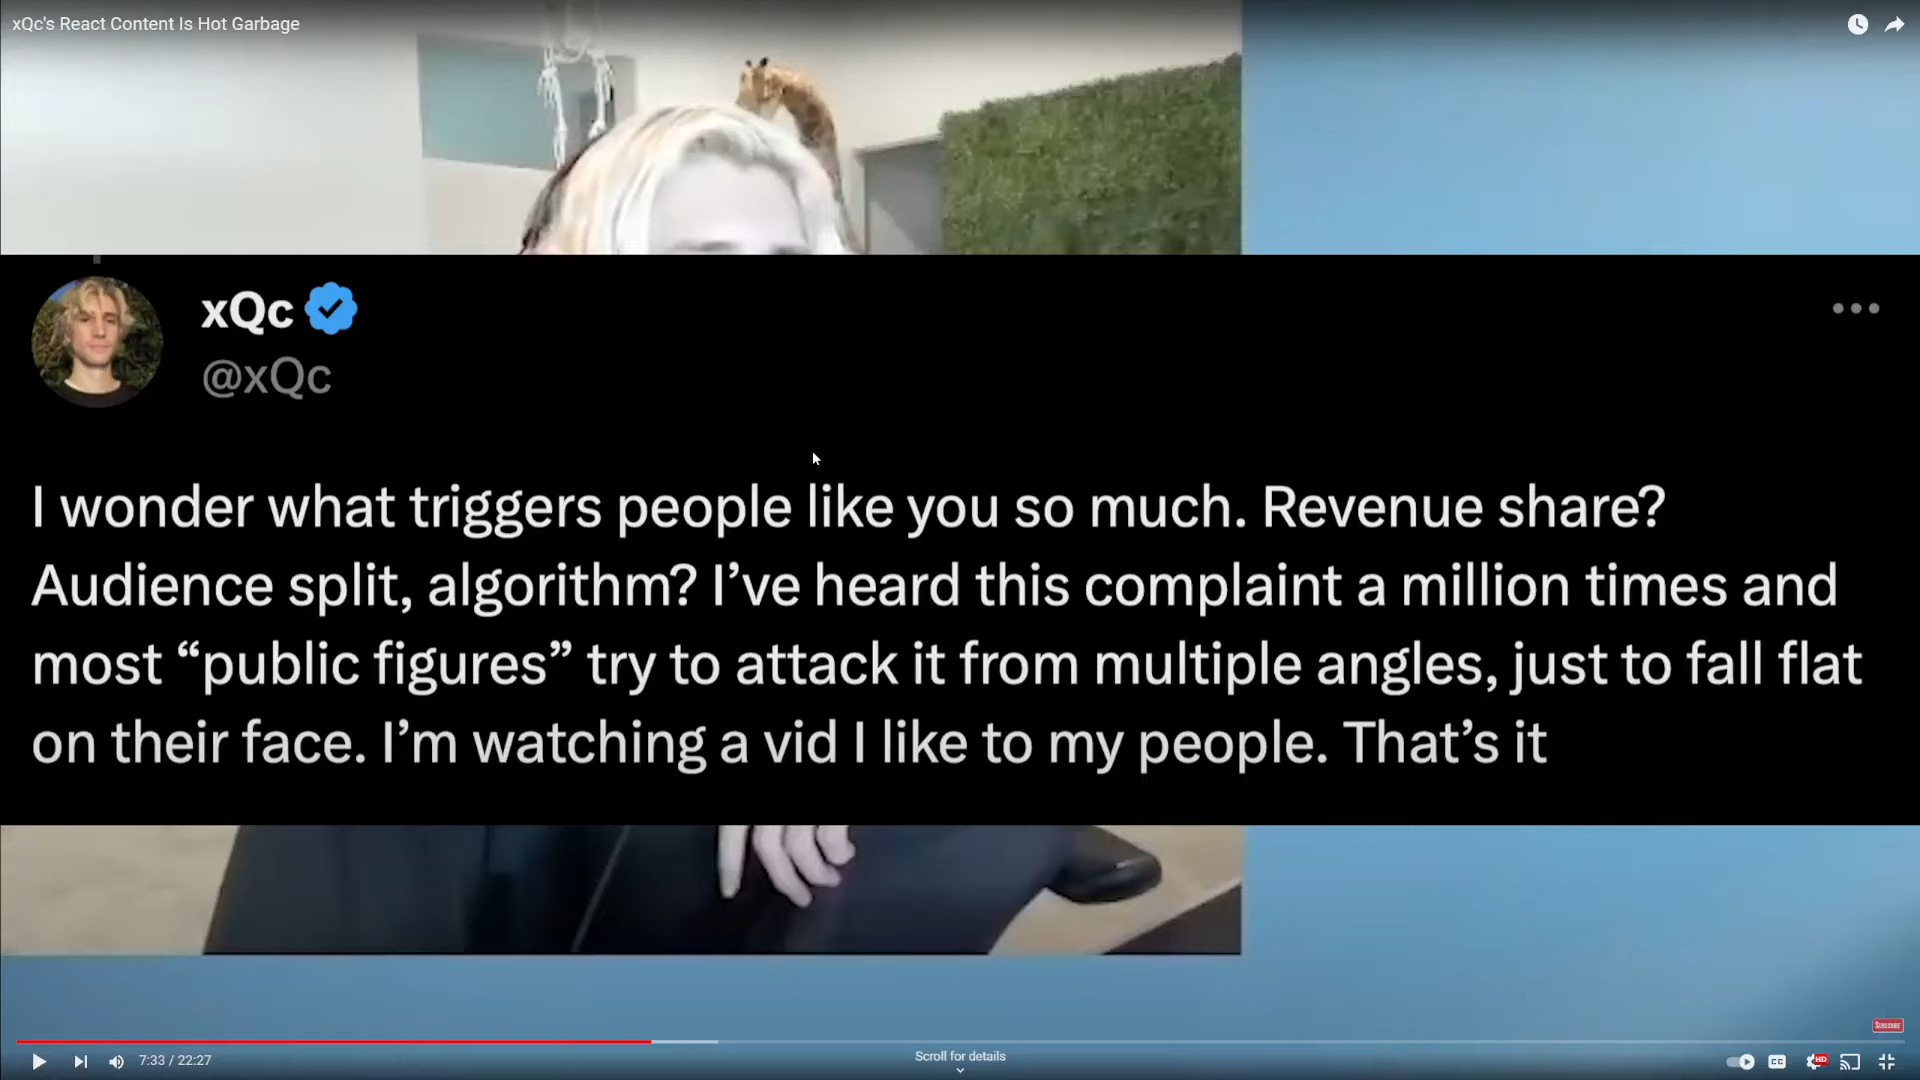 xQc's React Content Is Hot Garbage
xQc
@xQc
I wonder what triggers people like you so much. Revenue share?
Audience split, algorithm? I’ve heard this complaint a million times and
most “public figures” try to attack it from multiple angles, just to fall flat
on their face. I’m watching a vid I like to my people. That’s it
SUBSCRIBE
7:33 / 22:27
Scroll for details
CC
HD